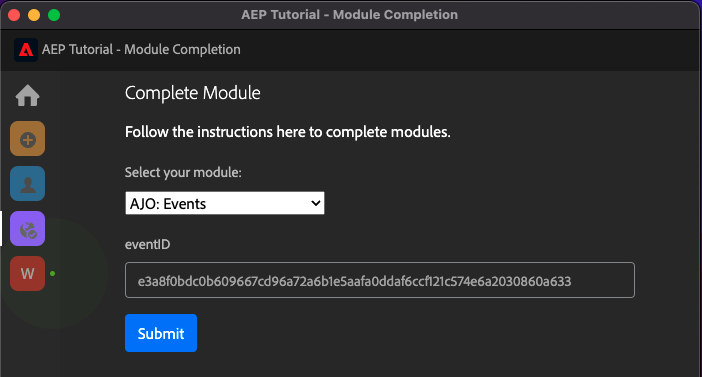 AEP Tutorial - Module Completion
AEP Tutorial - Module Completion
Complete Module
Follow the instructions here to complete modules.
Select your module:
AJO: Events
eventID
e3a8f0bdc0b609667cd96a72a6b1e5aafa0ddaf6ccf121c574e6a2030860a633
W
Submit